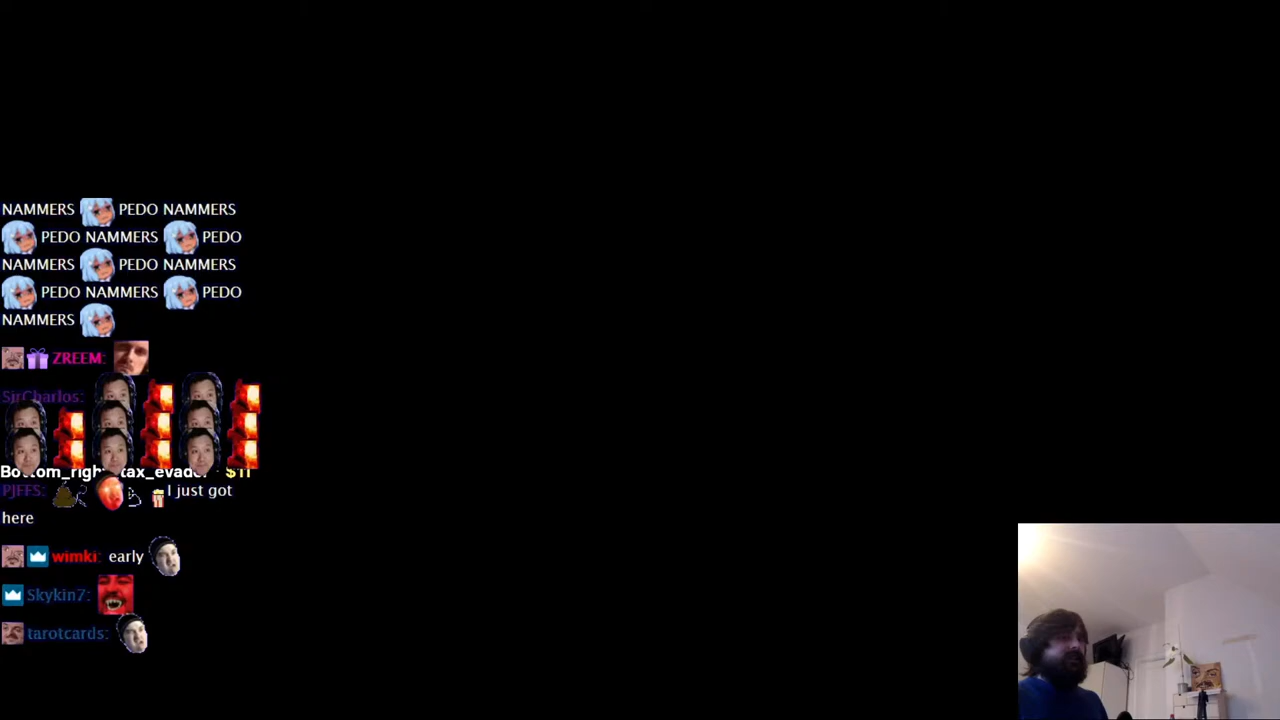 NAMMERS PEDO NAMMERS
PEDO NAMMERS PEDO
NAMMERS PEDO NAMMERS
PEDO NAMMERS PEDO
NAMMERS
ZREEM:
SirCharlos:
Bottom_right_tax_evader $11
PJFFS: I just got
here
wimki: early
Skykin7:
tarotcards: